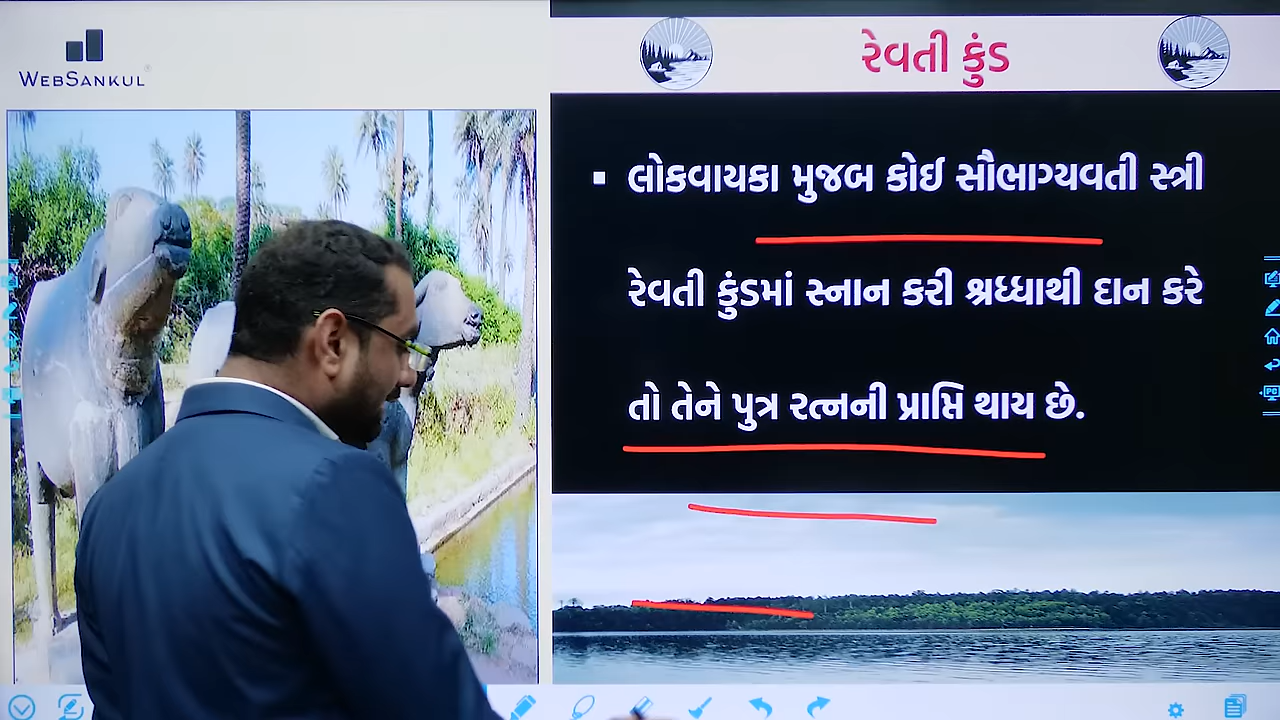 WEBSANKUL
રેવતી કુંડ
▪ લોકવાયકા મુજબ કોઈ સૌભાગ્યવતી સ્ત્રી
રેવતી કુંડમાં સ્નાન કરી શ્રધ્ધાથી દાન કરે
તો તેને પુત્ર રત્નની પ્રાપ્તિ થાય છે.